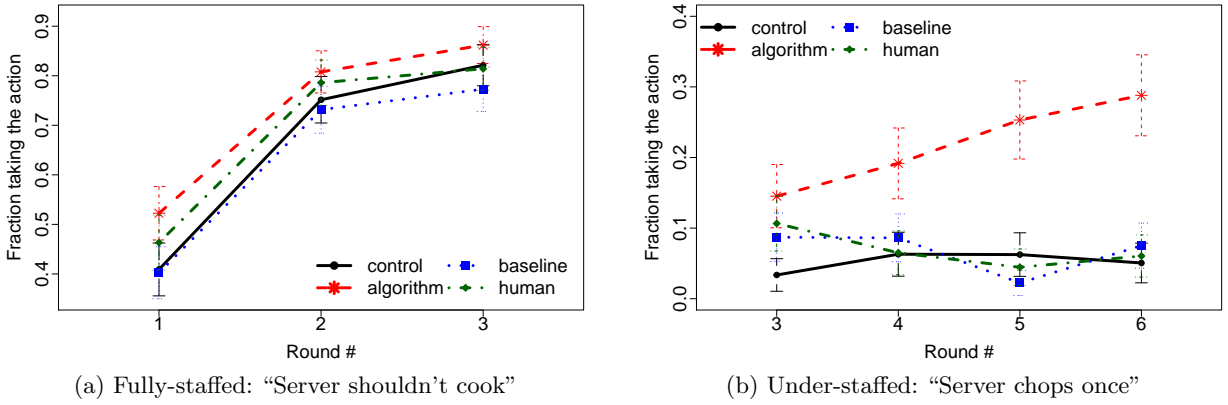 Fraction taking the action
0.9
0.8
0.7
0.6
0.5
0.4
control
baseline
algorithm
human
1
2
3
Round #
(a) Fully-staffed: “Server shouldn’t cook”
Fraction taking the action
0.4
0.3
0.2
0.1
0.0
control
baseline
algorithm
human
3
4
5
6
Round #
(b) Under-staffed: “Server chops once”